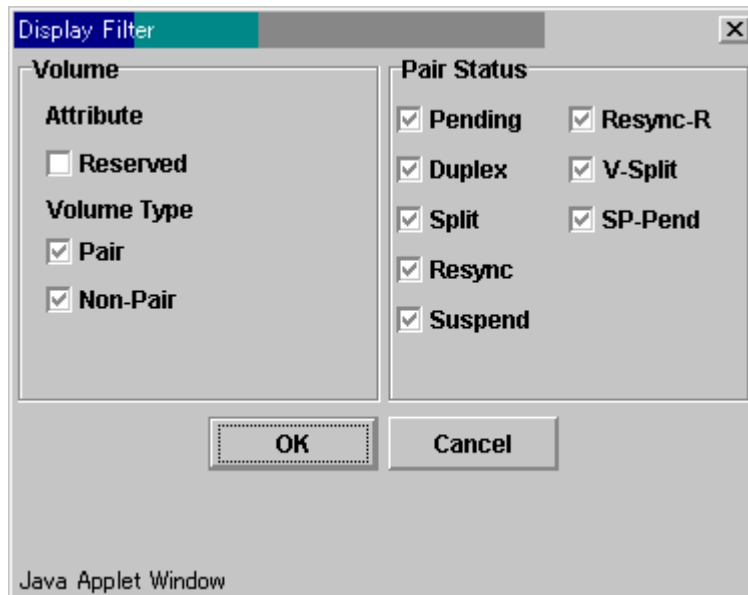 Display Filter
Volume
Attribute
Reserved
Volume Type
Pair
Non-Pair
Pair Status
Pending
Duplex
Split
Resync
Suspend
Resync-R
V-Split
SP-Pend
OK
Cancel
Java Applet Window